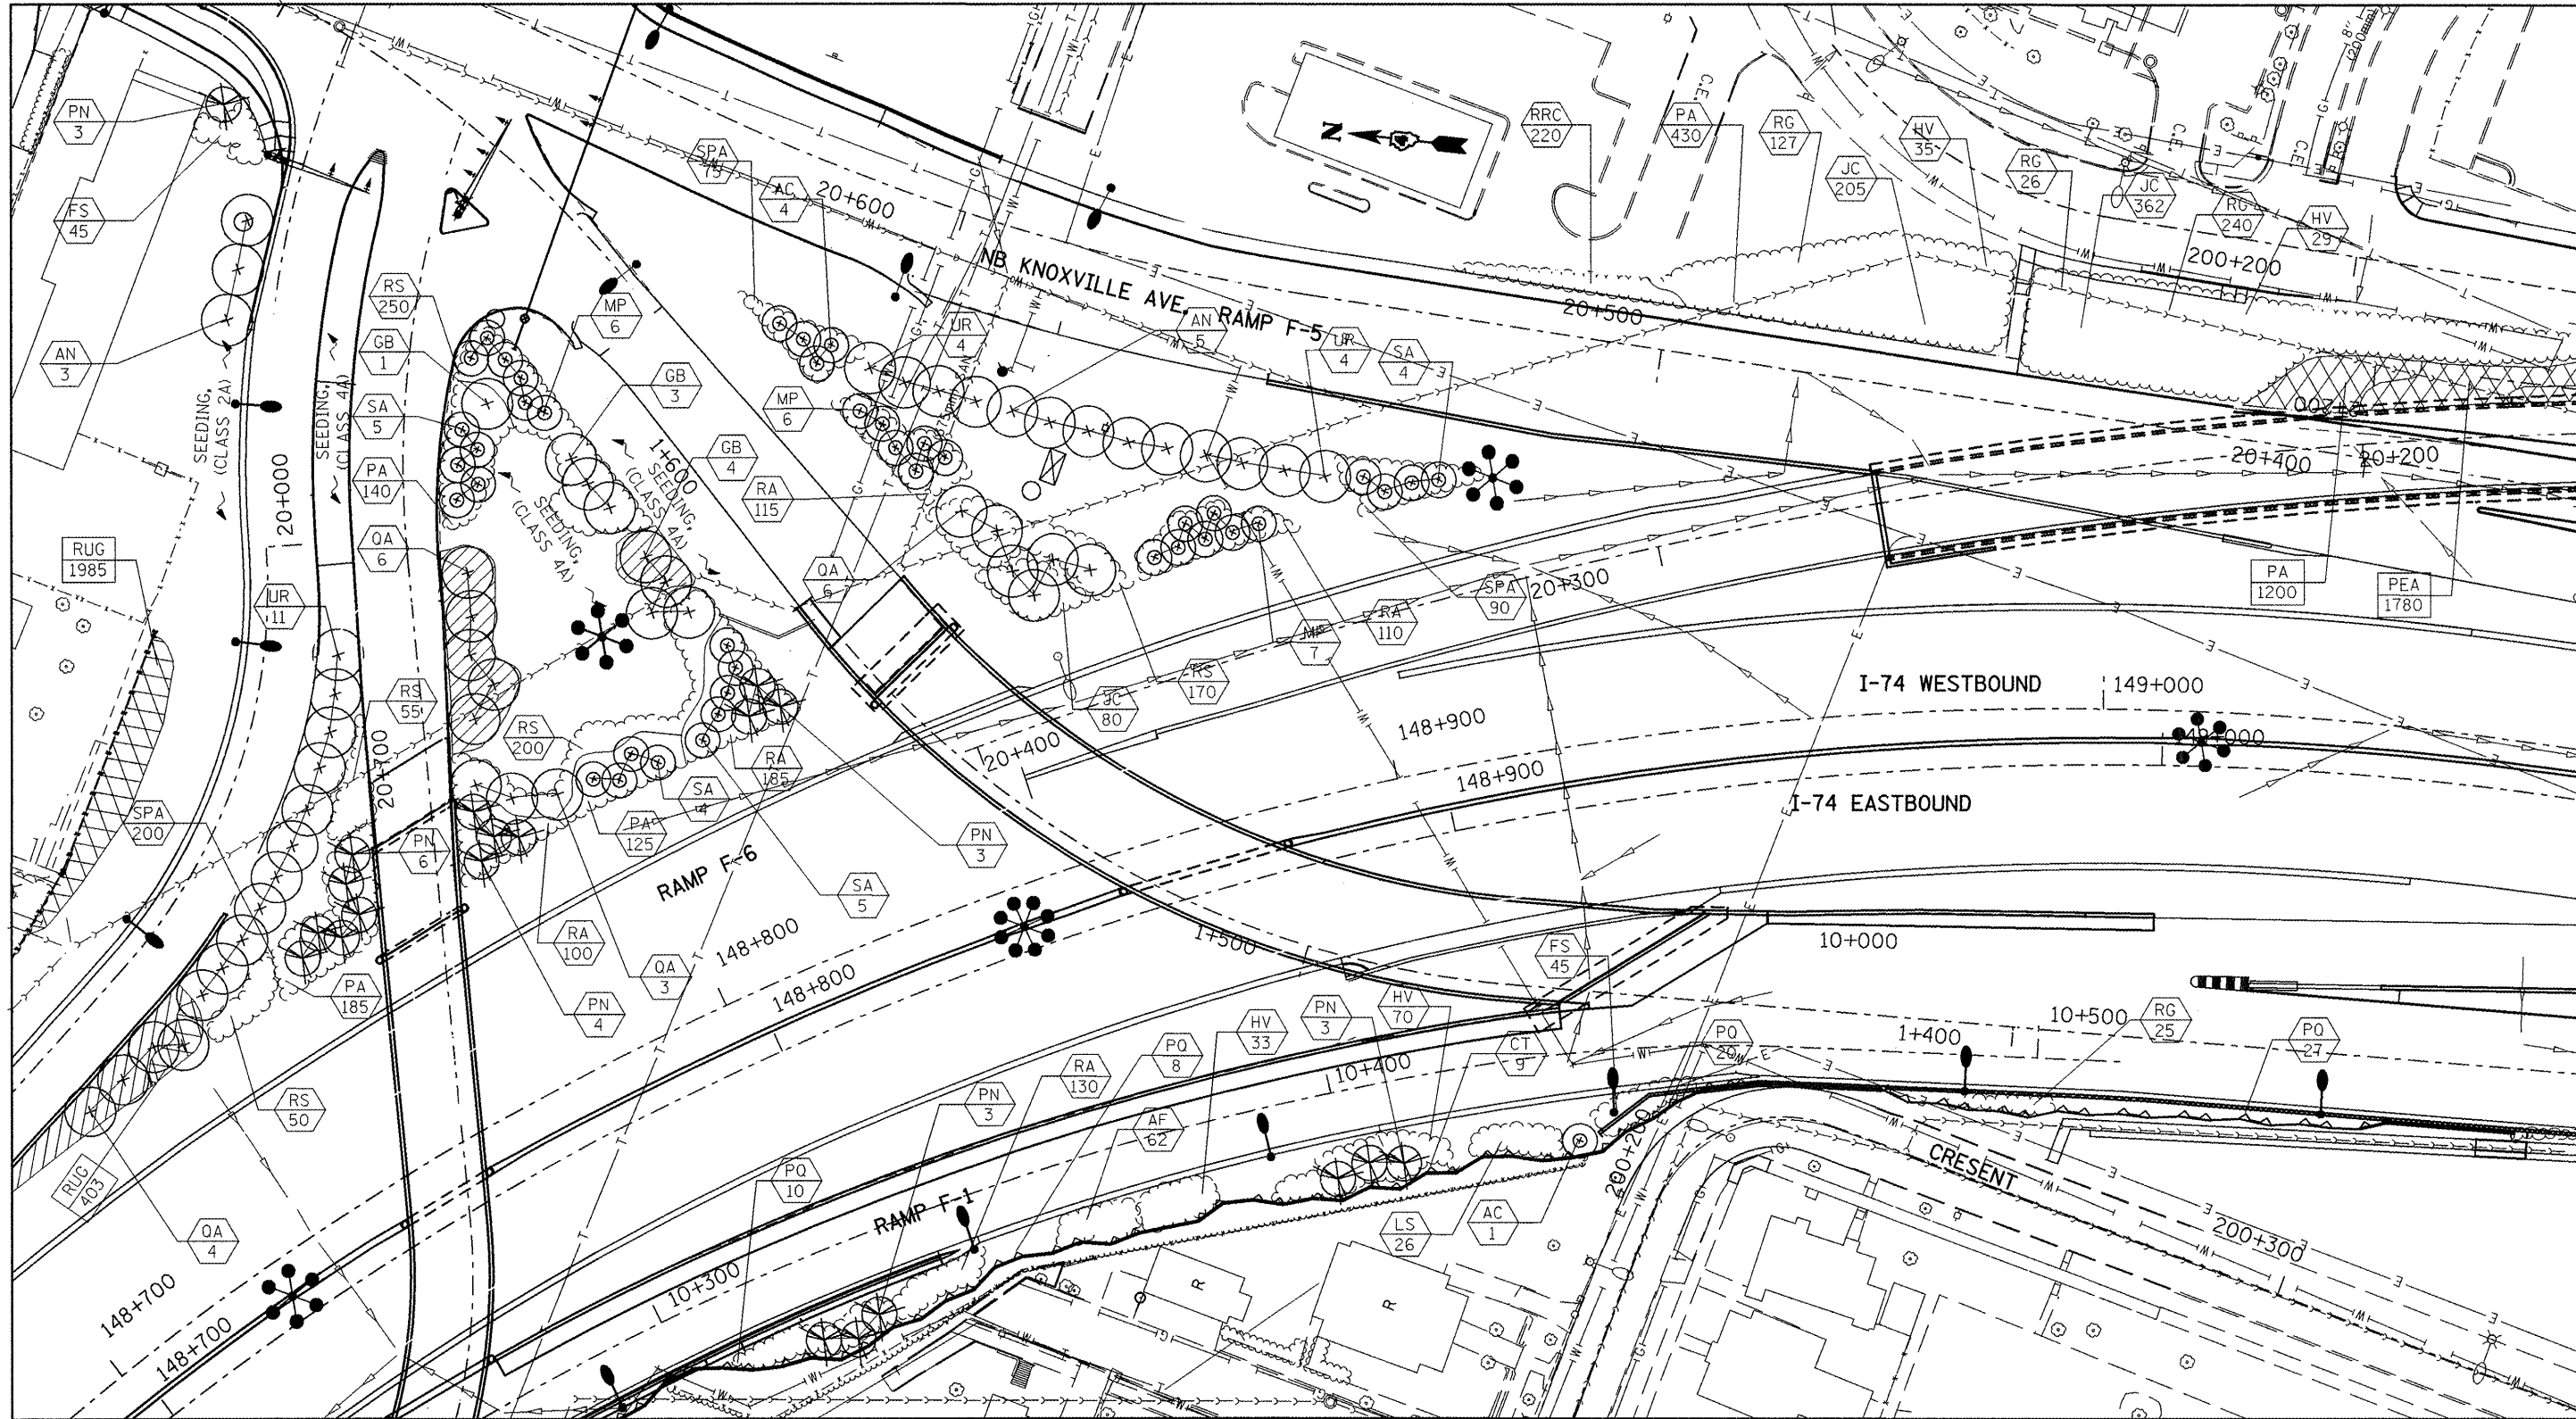 PN
3
FS
45
AN
3
SEEDING,
(CLASS 2A)
SEEDING,
(CLASS 4A)
20+000
RS
250
GB
1
SA
5
PA
140
QA
6
MP
6
GB
3
GB
4
1+600
SEEDING,
(CLASS 4A)
SEEDING,
(CLASS 4A)
SPA
75
AC
4
20+600
UR
4
MP
6
RA
115
QA
6
NB KNOXVILLE AVE. RAMP F-5
AN
5
UR
4
SA
4
N
RRC
220
PA
430
RG
127
JC
205
HV
35
RG
26
JC
362
RG
240
HV
29
C.E.
C.E.
C.E.
8"
(200mm)
200+200
20+500
20+400
20+200
PA
1200
PEA
1780
SPA
90
20+300
RA
110
MP
7
RS
170
JC
80
RUG
1985
UR
11
RS
55
20+700
RS
200
RA
185
SA
4
PA
125
PN
3
SA
5
SPA
200
PN
6
RAMP F-6
RA
100
QA
3
PN
4
PA
185
RS
50
RUG
403
QA
4
20+400
148+900
148+900
I-74 WESTBOUND
149+000
149+000
I-74 EASTBOUND
148+800
148+800
1+500
10+000
FS
45
HV
70
PN
3
HV
33
CT
9
PQ
8
RA
130
PN
3
AF
62
PQ
10
10+400
PQ
29
1+400
10+500
RG
25
PQ
27
RAMP F-1
10+300
148+700
148+700
LS
26
AC
1
200+200
CRESENT
200+300
R
R